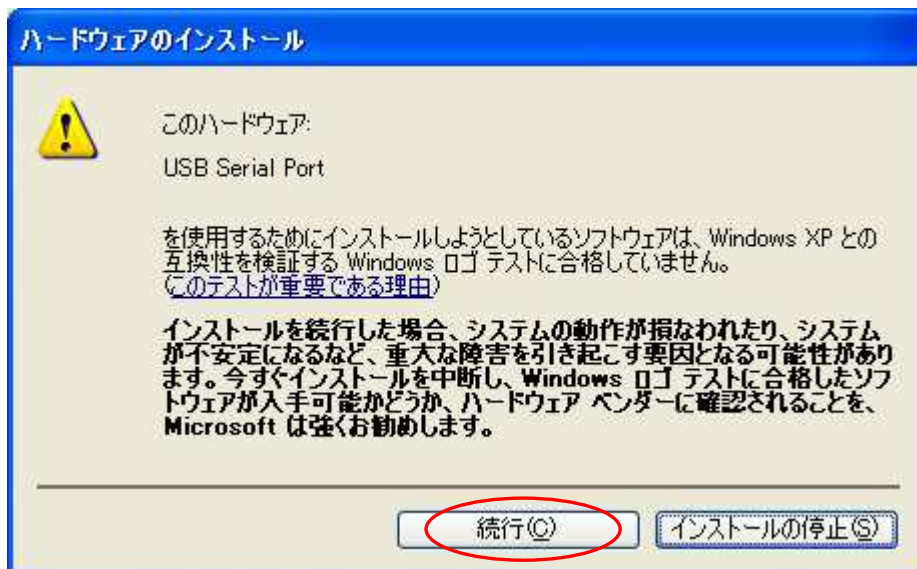 ハードウェアのインストール
このハードウェア:
USB Serial Port
を使用するためにインストールしようとしているソフトウェアは、Windows XP との
互換性を検証する Windows ロゴ テストに合格していません。
(このテストが重要である理由)
インストールを続行した場合、システムの動作が損なわれたり、システム
が不安定になるなど、重大な障害を引き起こす要因となる可能性があり
ます。今すぐインストールを中断し、Windows ロゴ テストに合格したソフ
トウェアが入手可能かどうか、ハードウェア ベンダーに確認されることを、
Microsoft は強くお勧めします。
続行(C) インストールの停止(S)